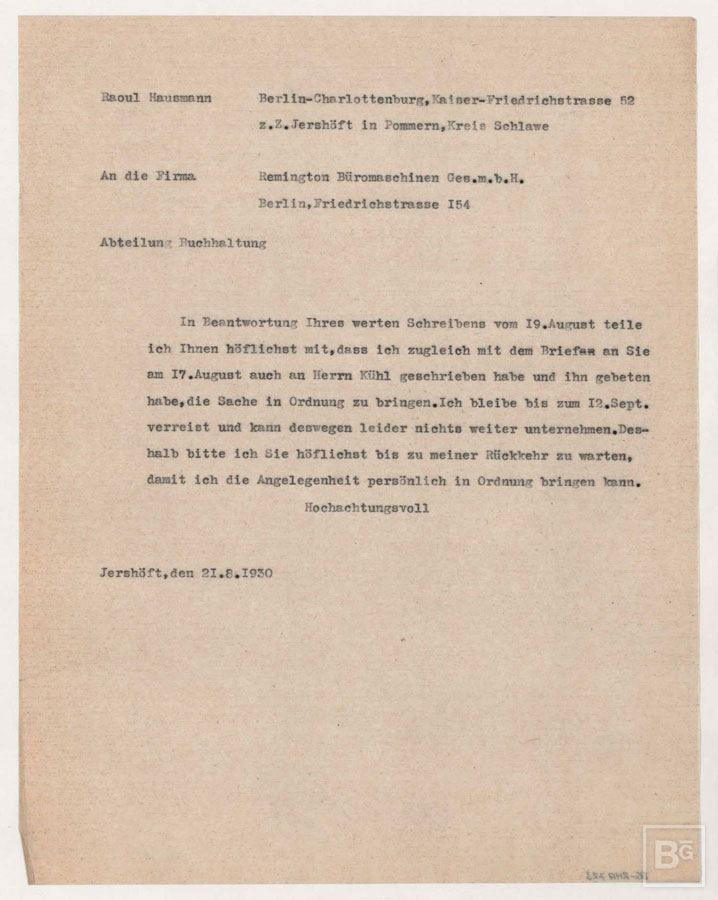 Raoul Hausmann Berlin-Charlottenburg,Kaiser-Friedrichstrasse 52
z.Z.Jershöft in Pommern,Kreis Schlawe
An die Firma Remington Büromaschinen Ges.m.b.H.
Berlin,Friedrichstrasse I54
Abteilung Buchhaltung
In Beantwortung Ihres werten Schreibens vom I9.August teile
ich Ihnen höflichst mit,dass ich zugleich mit dem Brief an Sie
am I7.August auch an Herrn Kühl geschrieben habe und ihn gebeten
habe,die Sache in Ordnung zu bringen.Ich bleibe bis zum I2.Sept.
verreist und kann deswegen leider nichts weiter unternehmen.Des-
halb bitte ich Sie höflichst bis zu meiner Rückkehr zu warten,
damit ich die Angelegenheit persönlich in Ordnung bringen kann.
Hochachtungsvoll
Jershöft,den 2I.8.I930
BG